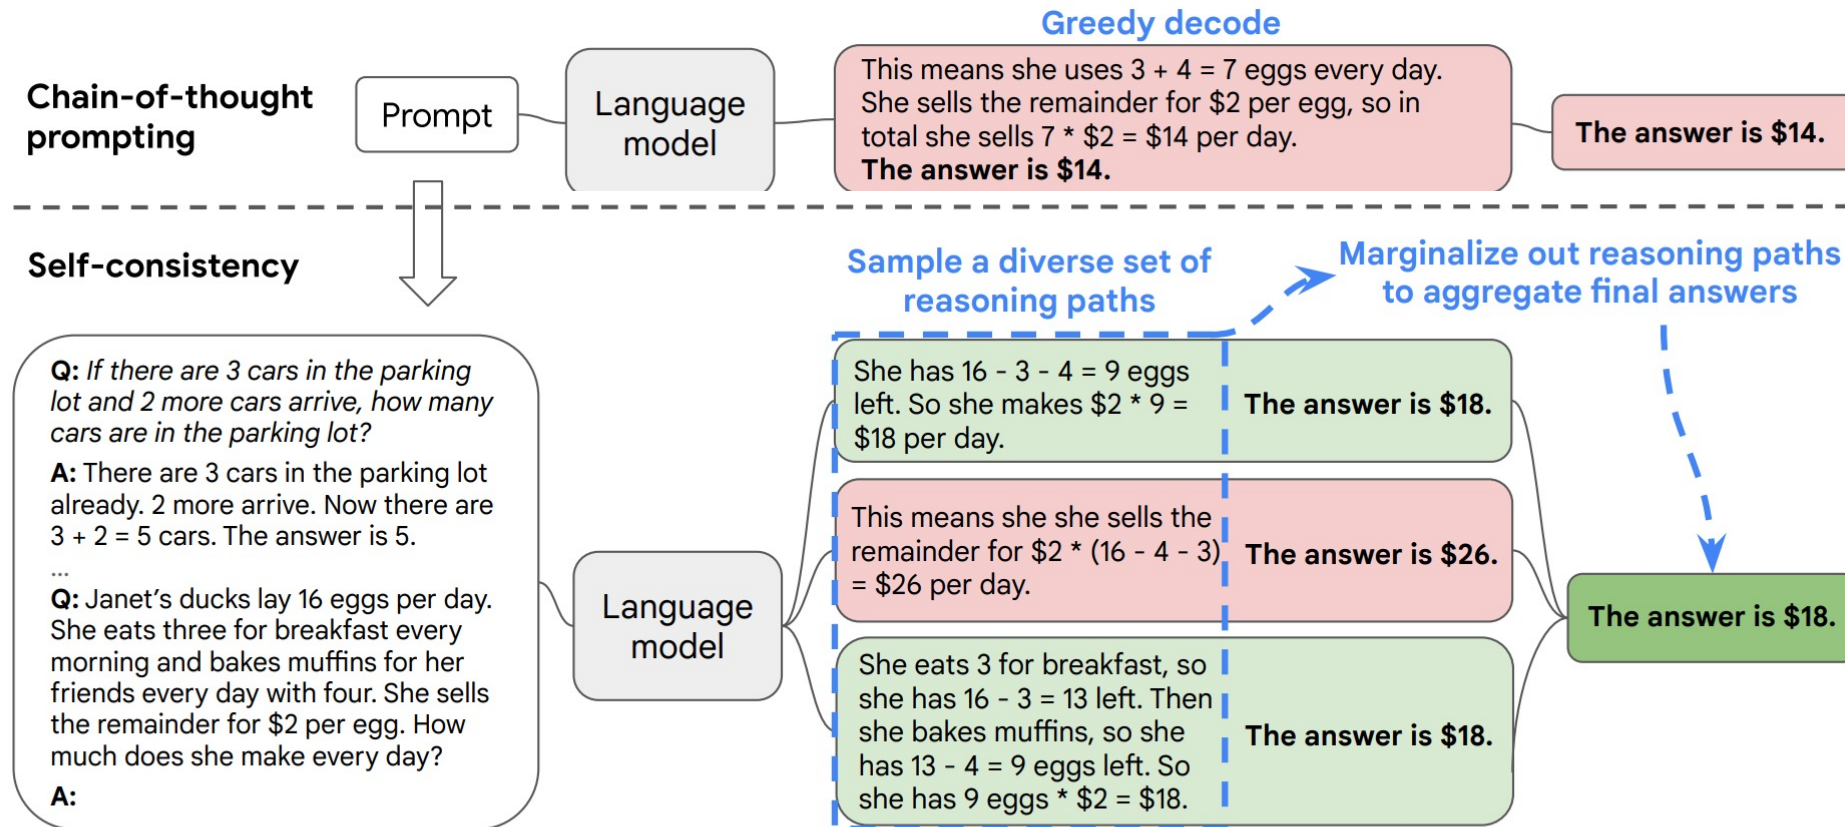 Greedy decode
Chain-of-thought
prompting
Prompt
Language
model
This means she uses 3 + 4 = 7 eggs every day.
She sells the remainder for $2 per egg, so in
total she sells 7 * $2 = $14 per day.
The answer is $14.
The answer is $14.
Self-consistency
Sample a diverse set of
reasoning paths
Marginalize out reasoning paths
to aggregate final answers
Q: If there are 3 cars in the parking
lot and 2 more cars arrive, how many
cars are in the parking lot?
A: There are 3 cars in the parking lot
already. 2 more arrive. Now there are
3 + 2 = 5 cars. The answer is 5.
...
Q: Janet’s ducks lay 16 eggs per day.
She eats three for breakfast every
morning and bakes muffins for her
friends every day with four. She sells
the remainder for $2 per egg. How
much does she make every day?
A:
Language
model
She has 16 - 3 - 4 = 9 eggs
left. So she makes $2 * 9 =
$18 per day.
The answer is $18.
This means she she sells the
remainder for $2 * (16 - 4 - 3)
= $26 per day.
The answer is $26.
She eats 3 for breakfast, so
she has 16 - 3 = 13 left. Then
she bakes muffins, so she
has 13 - 4 = 9 eggs left. So
she has 9 eggs * $2 = $18.
The answer is $18.
The answer is $18.